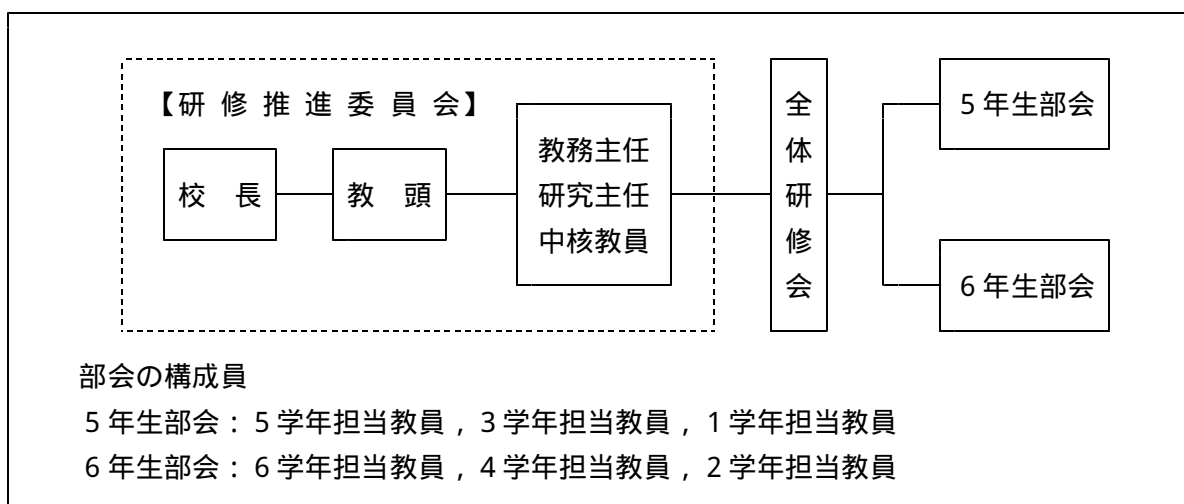 【研修推進委員会】
校長
教頭
教務主任
研究主任
中核教員
全体研修会
5年生部会
6年生部会
部会の構成員
5年生部会：5学年担当教員，3学年担当教員，1学年担当教員
6年生部会：6学年担当教員，4学年担当教員，2学年担当教員